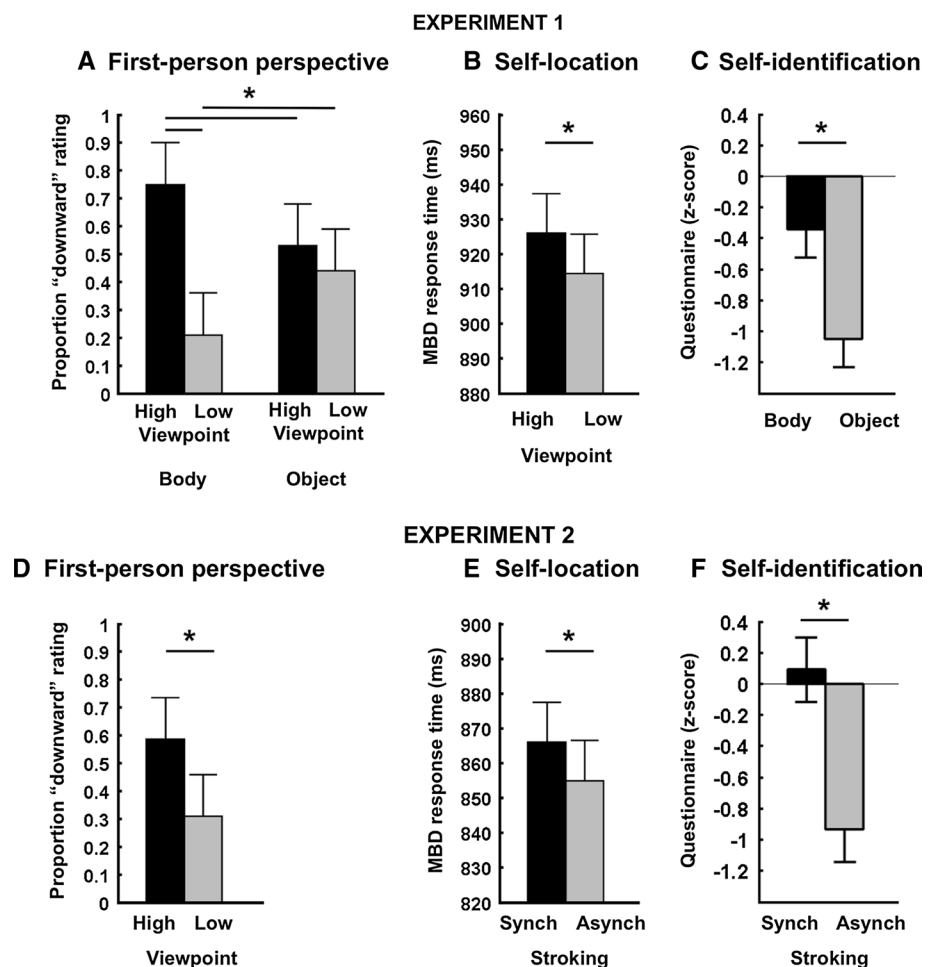 EXPERIMENT 1
A First-person perspective
*
Proportion “downward” rating
1
0.9
0.8
0.7
0.6
0.5
0.4
0.3
0.2
0.1
0
High Low
Viewpoint
Body
High Low
Viewpoint
Object
B Self-location
*
MBD response time (ms)
960
950
940
930
920
910
900
890
880
High Low
Viewpoint
C Self-identification
*
Questionnaire (z-score)
0.4
0.2
0
-0.2
-0.4
-0.6
-0.8
-1
-1.2
Body Object
EXPERIMENT 2
D First-person perspective
*
Proportion “downward” rating
1
0.9
0.8
0.7
0.6
0.5
0.4
0.3
0.2
0.1
0
High Low
Viewpoint
E Self-location
*
MBD response time (ms)
900
890
880
870
860
850
840
830
820
Synch Asynch
Stroking
F Self-identification
*
Questionnaire (z-score)
0.4
0.2
0
-0.2
-0.4
-0.6
-0.8
-1
-1.2
Synch Asynch
Stroking